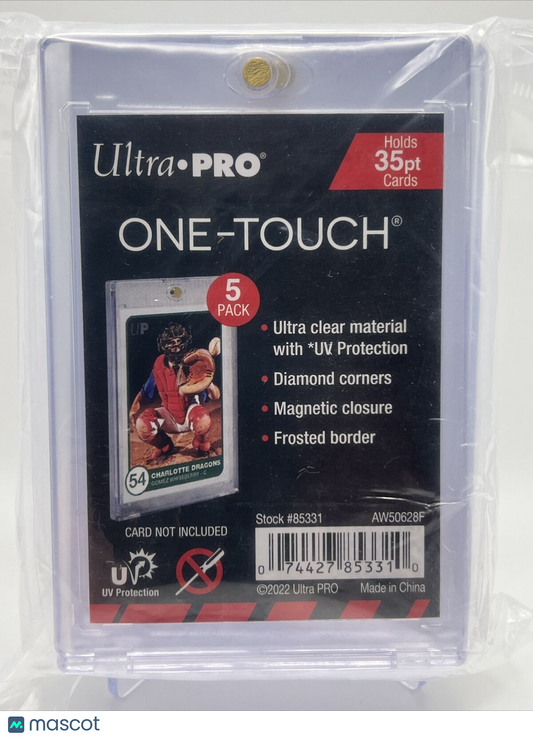 Ultra•PRO®
Holds
35pt
Cards
ONE-TOUCH®
5
PACK
UP
• Ultra clear material
with *UV Protection
• Diamond corners
• Magnetic closure
• Frosted border
54
CHARLOTTE DRAGONS
CARD NOT INCLUDED
Stock #85331
AW50628F
UV
UV Protection
0 74427 85331 0
©2022 Ultra PRO
Made in China
mascot